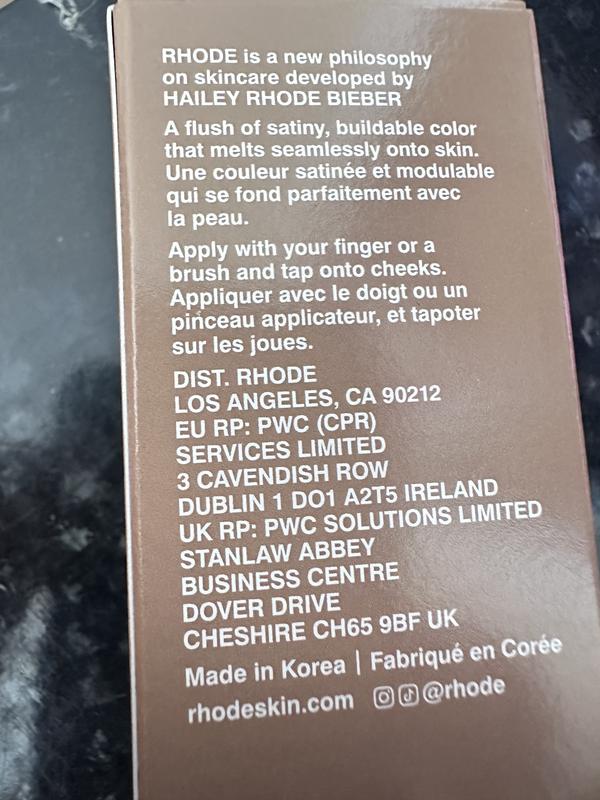 RHODE is a new philosophy
on skincare developed by
HAILEY RHODE BIEBER
A flush of satiny, buildable color
that melts seamlessly onto skin.
Une couleur satinée et modulable
qui se fond parfaitement avec
la peau.
Apply with your finger or a
brush and tap onto cheeks.
Appliquer avec le doigt ou un
pinceau applicateur, et tapoter
sur les joues.
DIST. RHODE
LOS ANGELES, CA 90212
EU RP: PWC (CPR)
SERVICES LIMITED
3 CAVENDISH ROW
DUBLIN 1 DO1 A2T5 IRELAND
UK RP: PWC SOLUTIONS LIMITED
STANLAW ABBEY
BUSINESS CENTRE
DOVER DRIVE
CHESHIRE CH65 9BF UK
Made in Korea | Fabriqué en Corée
rhodeskin.com @rhode